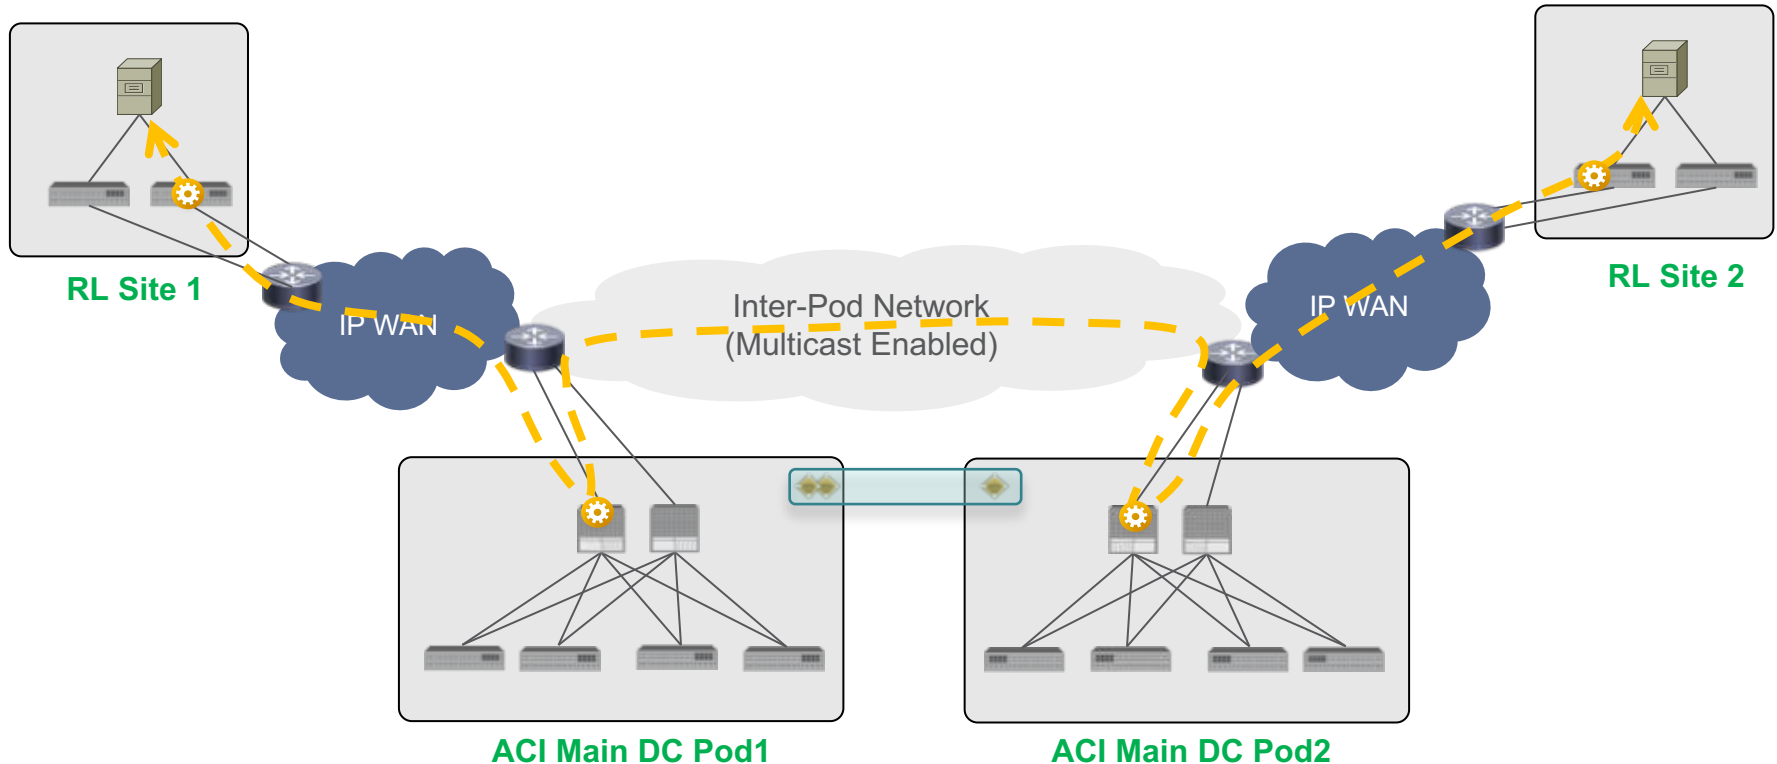 RL Site 1
RL Site 2
IP WAN
Inter-Pod Network
(Multicast Enabled)
IP WAN
ACI Main DC Pod1
ACI Main DC Pod2